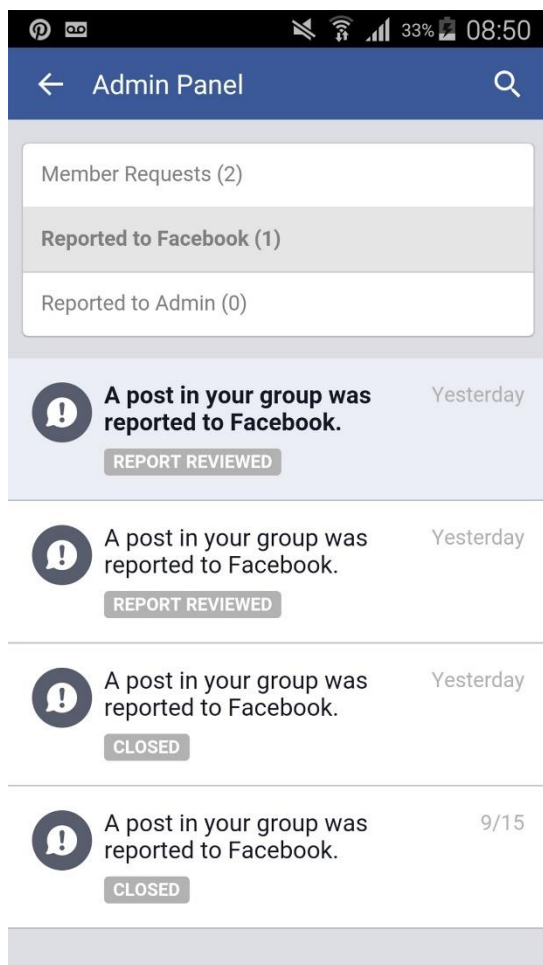 33% 08:50
Admin Panel
Member Requests (2)
Reported to Facebook (1)
Reported to Admin (0)
A post in your group was Yesterday
reported to Facebook.
REPORT REVIEWED
A post in your group was Yesterday
reported to Facebook.
REPORT REVIEWED
A post in your group was Yesterday
reported to Facebook.
CLOSED
A post in your group was 9/15
reported to Facebook.
CLOSED